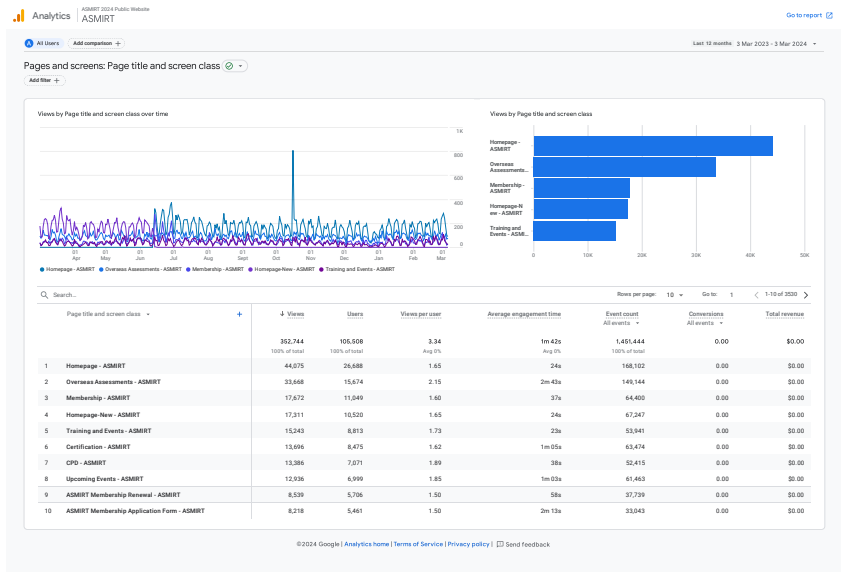 Analytics
ASMIRT 2024 Public Website
ASMIRT
Go to report
A All Users
Add comparison +
Last 12 months 3 Mar 2023 - 3 Mar 2024
Pages and screens: Page title and screen class
Add filter +
Views by Page title and screen class over time
1K
800
600
400
200
0
01 Apr
01 May
01 Jun
01 Jul
01 Aug
01 Sep
01 Oct
01 Nov
01 Dec
01 Jan
01 Feb
01 Mar
Homepage - ASMIRT Overseas Assessments - ASMIRT Membership - ASMIRT Homepage-New - ASMIRT Training and Events - ASMIRT
Views by Page title and screen class
Homepage -
ASMIRT
Overseas
Assessments...
Membership -
ASMIRT
Homepage-N
ew - ASMIRT
Training and
Events - ASMI...
0 10K 20K 30K 40K 50K
Search...
Rows per page: 10 Go to: 1 1-10 of 3530
Page title and screen class + Views Users Views per user Average engagement time Event count Conversions Total revenue
All events All events
352,744 105,508 3.34 1m 42s 1,451,444 0.00 $0.00
100% of total 100% of total Avg 0% Avg 0% 100% of total
1 Homepage - ASMIRT 44,075 26,688 1.65 24s 168,102 0.00 $0.00
2 Overseas Assessments - ASMIRT 33,668 15,674 2.15 2m 43s 149,144 0.00 $0.00
3 Membership - ASMIRT 17,672 11,049 1.60 37s 64,400 0.00 $0.00
4 Homepage-New - ASMIRT 17,311 10,520 1.65 24s 67,247 0.00 $0.00
5 Training and Events - ASMIRT 15,243 8,813 1.73 23s 53,941 0.00 $0.00
6 Certification - ASMIRT 13,696 8,475 1.62 1m 05s 63,474 0.00 $0.00
7 CPD - ASMIRT 13,386 7,071 1.89 38s 52,415 0.00 $0.00
8 Upcoming Events - ASMIRT 12,936 6,999 1.85 1m 03s 61,463 0.00 $0.00
9 ASMIRT Membership Renewal - ASMIRT 8,539 5,706 1.50 58s 37,739 0.00 $0.00
10 ASMIRT Membership Application Form - ASMIRT 8,218 5,461 1.50 2m 13s 33,043 0.00 $0.00
©2024 Google | Analytics home | Terms of Service | Privacy policy | Send feedback